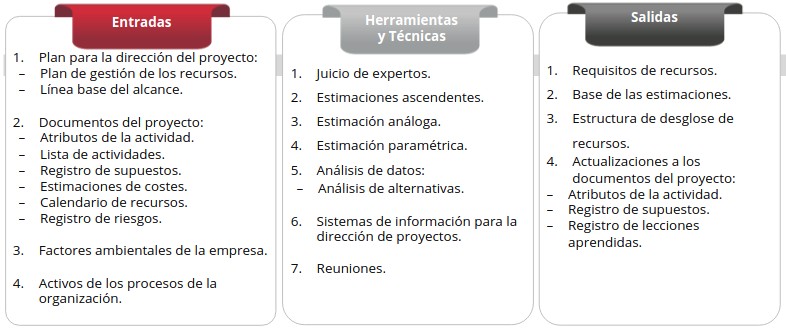 Entradas
1. Plan para la dirección del proyecto:
– Plan de gestión de los recursos.
– Línea base del alcance.
2. Documentos del proyecto:
– Atributos de la actividad.
– Lista de actividades.
– Registro de supuestos.
– Estimaciones de costes.
– Calendario de recursos.
– Registro de riesgos.
3. Factores ambientales de la empresa.
4. Activos de los procesos de la
organización.
Herramientas
y Técnicas
1. Juicio de expertos.
2. Estimaciones ascendentes.
3. Estimación análoga.
4. Estimación paramétrica.
5. Análisis de datos:
– Análisis de alternativas.
6. Sistemas de información para la
dirección de proyectos.
7. Reuniones.
Salidas
1. Requisitos de recursos.
2. Base de las estimaciones.
3. Estructura de desglose de
recursos.
4. Actualizaciones a los
documentos del proyecto:
– Atributos de la actividad.
– Registro de supuestos.
– Registro de lecciones
aprendidas.